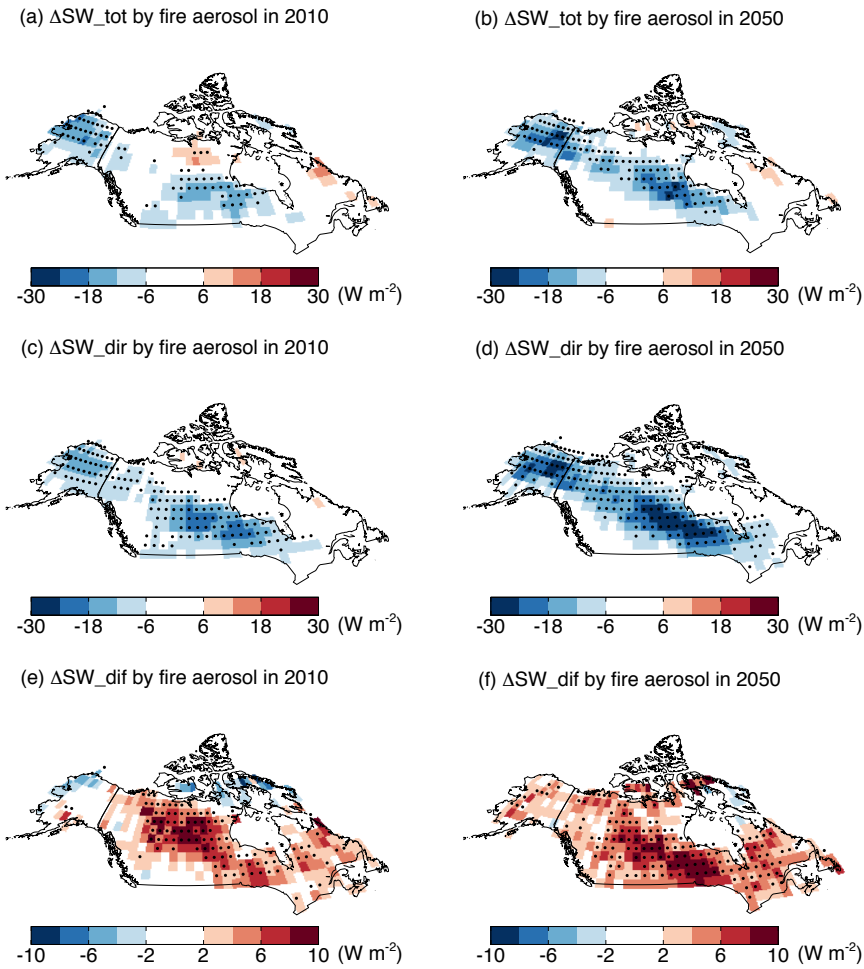 (a) ΔSW_tot by fire aerosol in 2010
(b) ΔSW_tot by fire aerosol in 2050
-30 -18 -6 6 18 30 (W m⁻²)
-30 -18 -6 6 18 30 (W m⁻²)
(c) ΔSW_dir by fire aerosol in 2010
(d) ΔSW_dir by fire aerosol in 2050
-30 -18 -6 6 18 30 (W m⁻²)
-30 -18 -6 6 18 30 (W m⁻²)
(e) ΔSW_dif by fire aerosol in 2010
(f) ΔSW_dif by fire aerosol in 2050
-10 -6 -2 2 6 10 (W m⁻²)
-10 -6 -2 2 6 10 (W m⁻²)